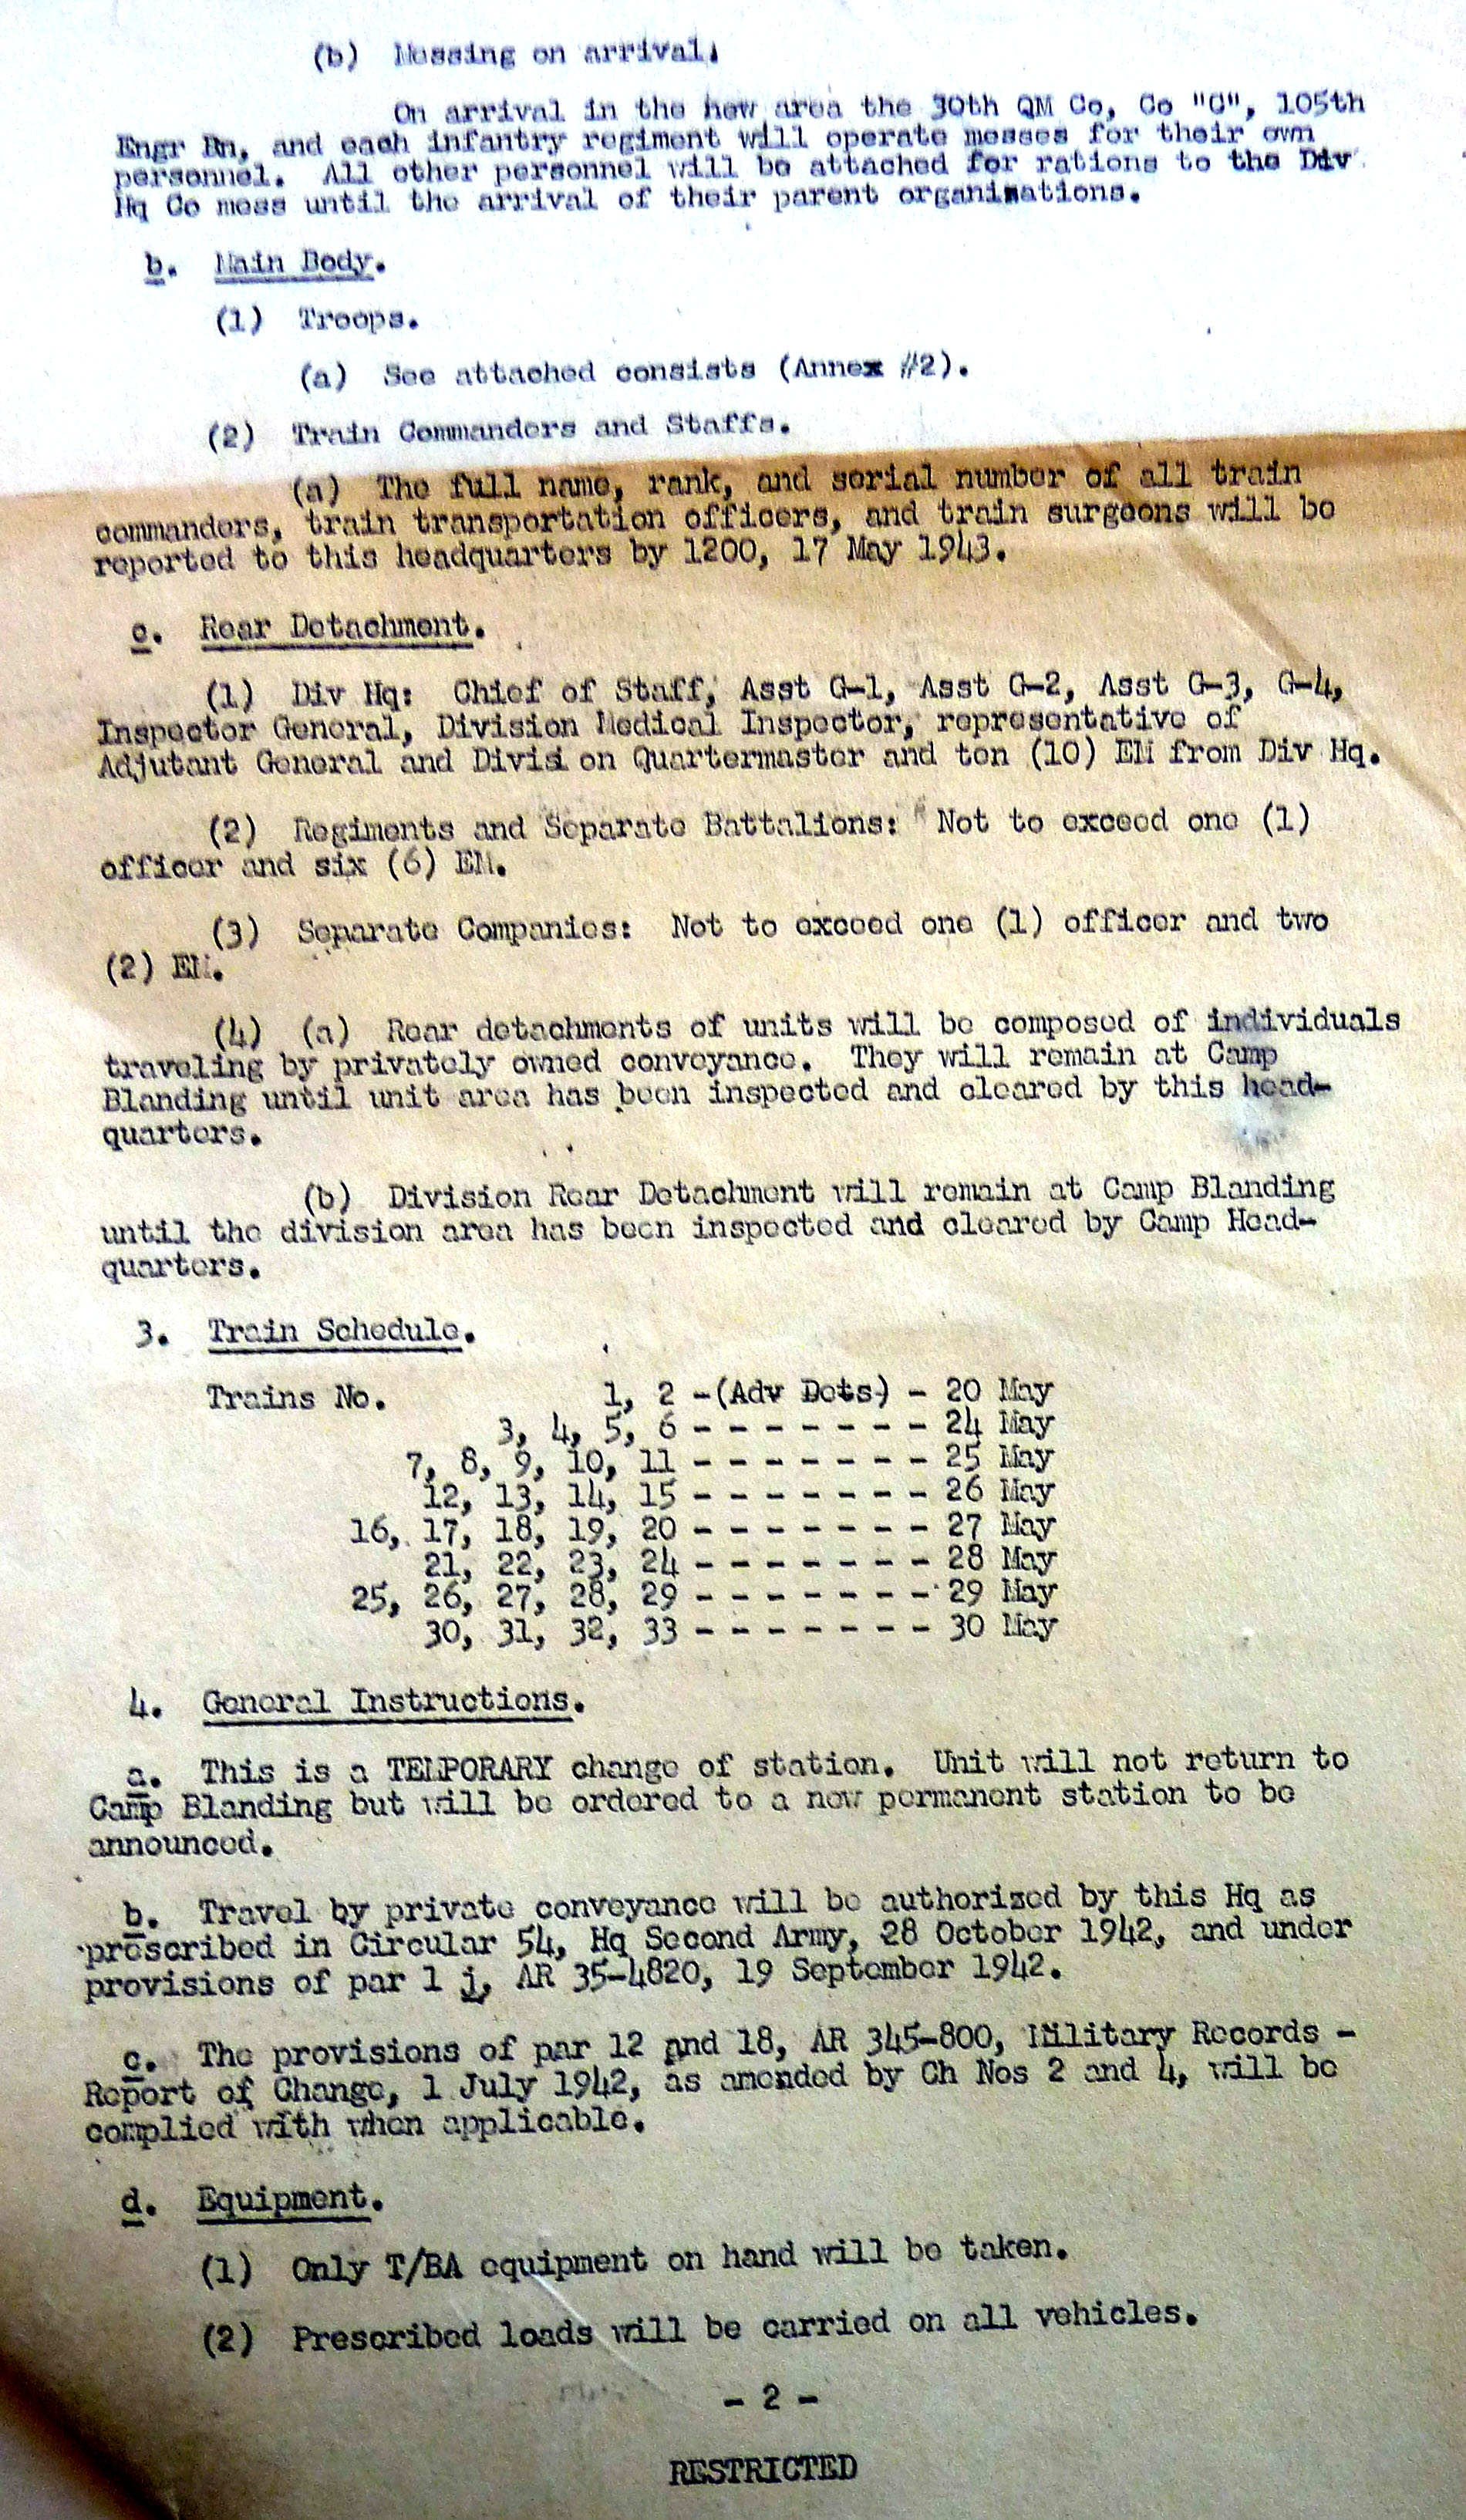 (b) Messing on arrival.
On arrival in the new area the 30th QM Co, Co "C", 105th
Engr Bn, and each infantry regiment will operate messes for their own
personnel. All other personnel will be attached for rations to the Div
Hq Co mess until the arrival of their parent organizations.
b. Main Body.
(1) Troops.
(a) See attached consists (Annex #2).
(2) Train Commanders and Staffs.
(a) The full name, rank, and serial number of all train
commanders, train transportation officers, and train surgeons will be
reported to this headquarters by 1200, 17 May 1943.
c. Rear Detachment.
(1) Div Hq: Chief of Staff, Asst G-1, Asst G-2, Asst G-3, G-4,
Inspector General, Division Medical Inspector, representative of
Adjutant General and Division Quartermaster and ten (10) EM from Div Hq.
(2) Regiments and Separate Battalions: Not to exceed one (1)
officer and six (6) EM.
(3) Separate Companies: Not to exceed one (1) officer and two
(2) EM.
(4) (a) Rear detachments of units will be composed of individuals
traveling by privately owned conveyance. They will remain at Camp
Blanding until unit area has been inspected and cleared by this head-
quarters.
(b) Division Rear Detachment will remain at Camp Blanding
until the division area has been inspected and cleared by Camp Head-
quarters.
3. Train Schedule.
Trains No. 1, 2 -(Adv Dets) - 20 May
3, 4, 5, 6 - - - - - - - 24 May
7, 8, 9, 10, 11 - - - - - - - 25 May
12, 13, 14, 15 - - - - - - - 26 May
16, 17, 18, 19, 20 - - - - - - - 27 May
21, 22, 23, 24 - - - - - - - 28 May
25, 26, 27, 28, 29 - - - - - - - 29 May
30, 31, 32, 33 - - - - - - - 30 May
4. General Instructions.
a. This is a TEMPORARY change of station. Unit will not return to
Camp Blanding but will be ordered to a new permanent station to be
announced.
b. Travel by private conveyance will be authorized by this Hq as
prescribed in Circular 54, Hq Second Army, 28 October 1942, and under
provisions of par 1 j, AR 35-4820, 19 September 1942.
c. The provisions of par 12 and 18, AR 345-800, Military Records -
Report of Change, 1 July 1942, as amended by Ch Nos 2 and 4, will be
complied with when applicable.
d. Equipment.
(1) Only T/BA equipment on hand will be taken.
(2) Prescribed loads will be carried on all vehicles.
- 2 -
RESTRICTED